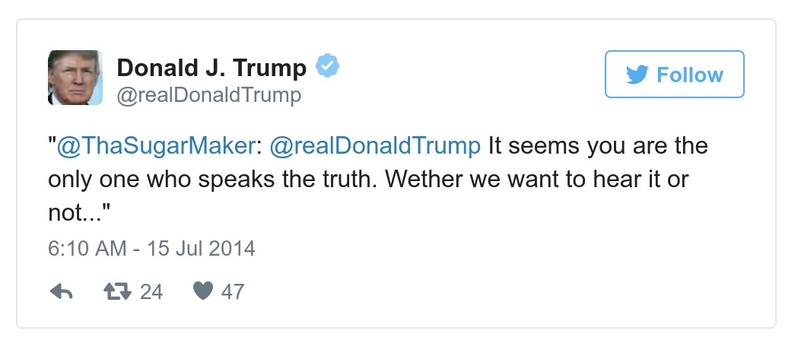 Donald J. Trump
@realDonaldTrump
Follow
"@ThaSugarMaker: @realDonaldTrump It seems you are the
only one who speaks the truth. Wether we want to hear it or
not..."
6:10 AM - 15 Jul 2014
24 47